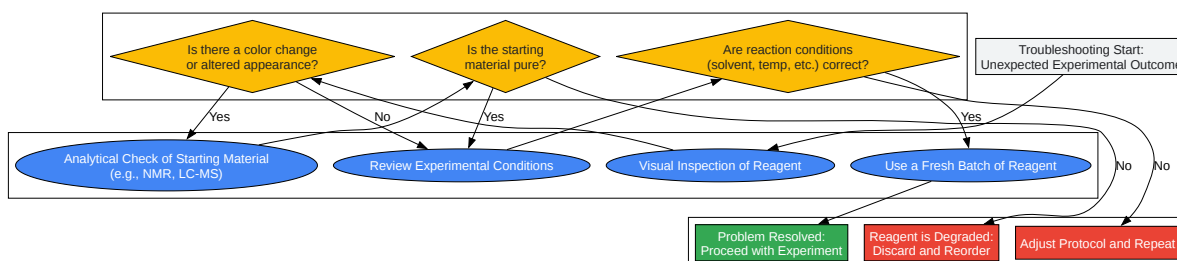 Is there a color change
or altered appearance?
Is the starting
material pure?
Are reaction conditions
(solvent, temp, etc.) correct?
Troubleshooting Start:
Unexpected Experimental Outcome
Yes
No
Yes
Yes
No
No
Analytical Check of Starting Material
(e.g., NMR, LC-MS)
Review Experimental Conditions
Visual Inspection of Reagent
Use a Fresh Batch of Reagent
Problem Resolved:
Proceed with Experiment
Reagent is Degraded:
Discard and Reorder
Adjust Protocol and Repeat